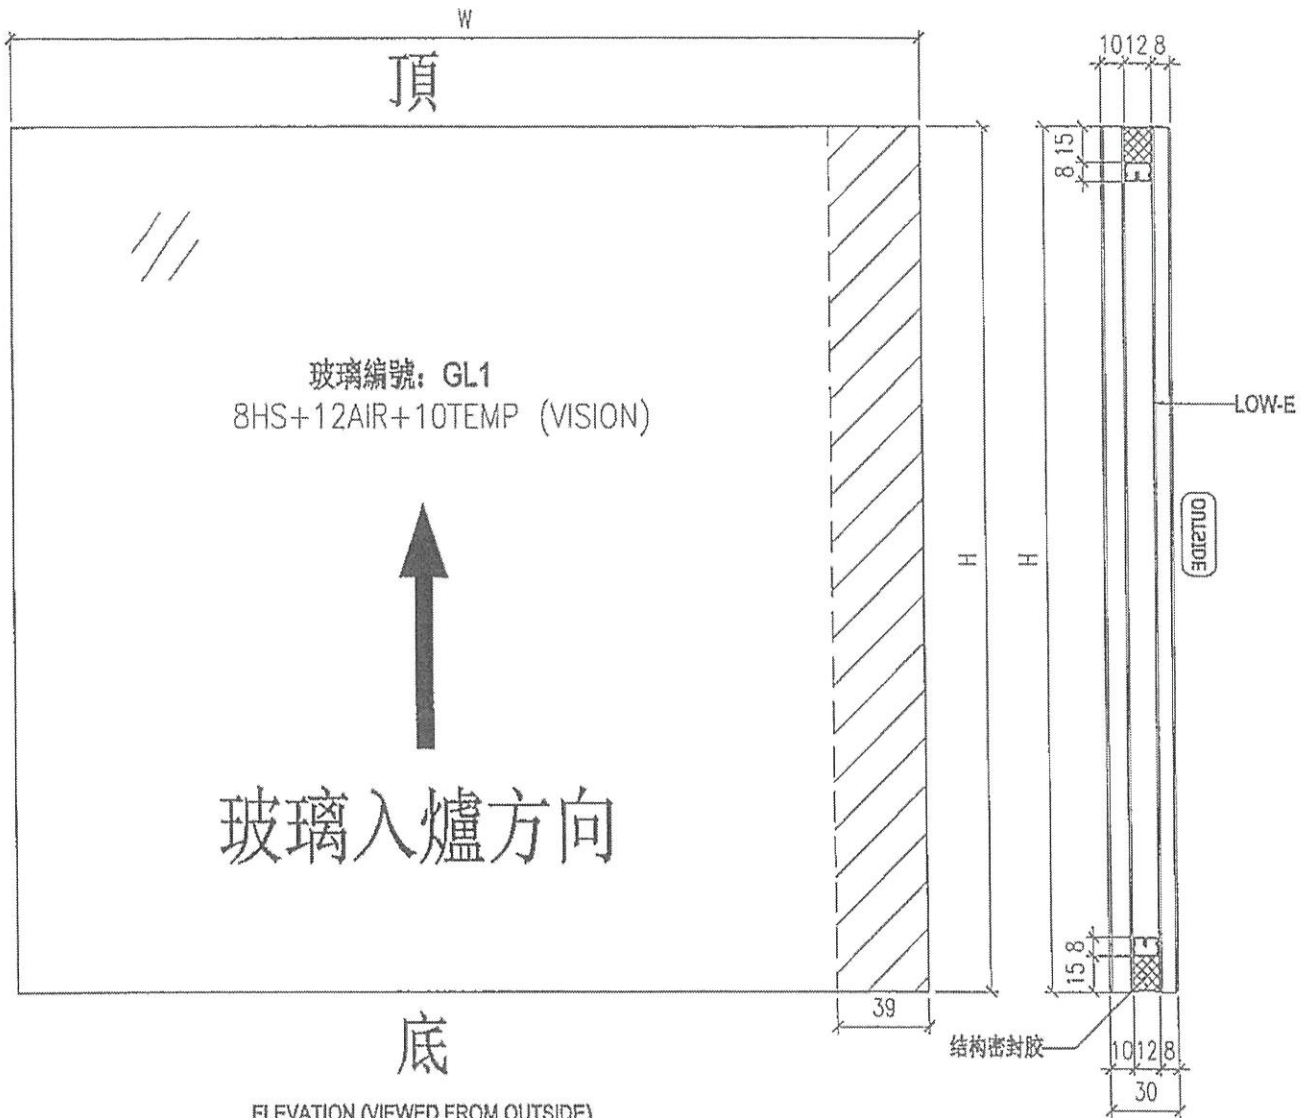 W
頂
玻璃編號：GL1
8HS+12AIR+10TEMP (VISION)
玻璃入爐方向
底
39
H
ELEVATION (VIEWED FROM OUTSIDE)
10 12 8
15
8
H
LOW-E
OUTSIDE
8
15
结构密封胶
10 12 8
30